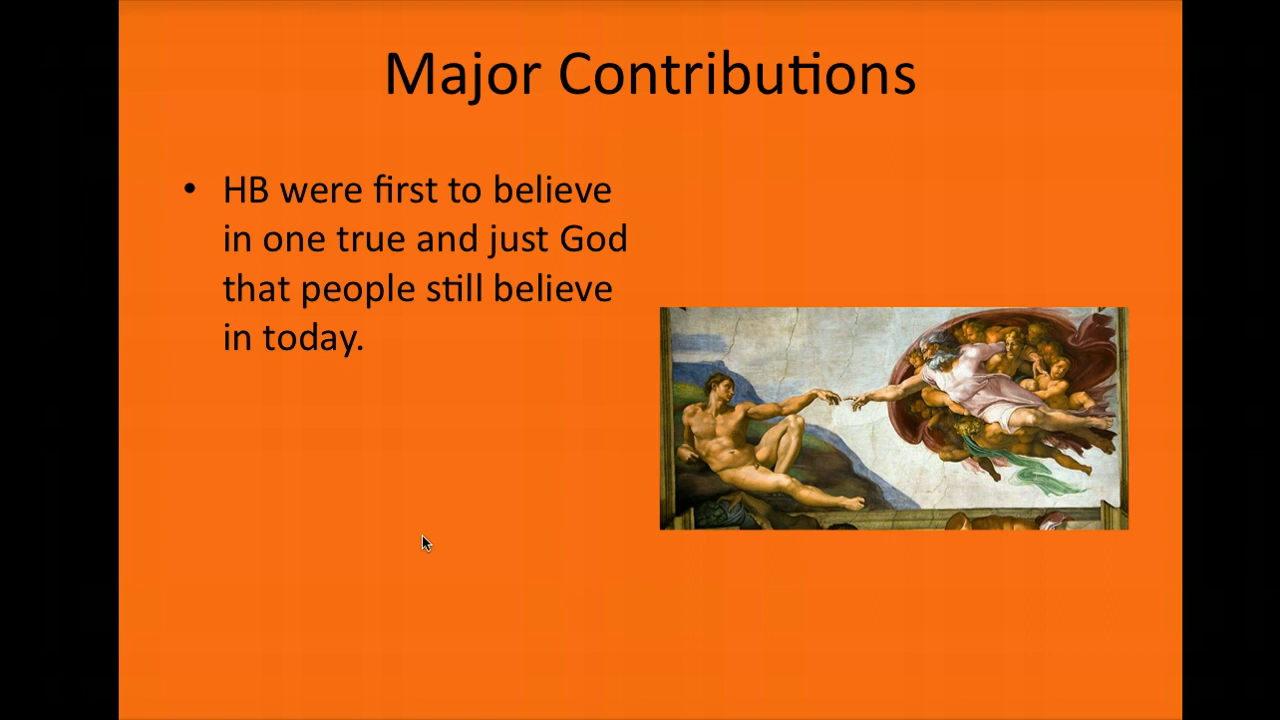 Major Contributions
• HB were first to believe
in one true and just God
that people still believe
in today.